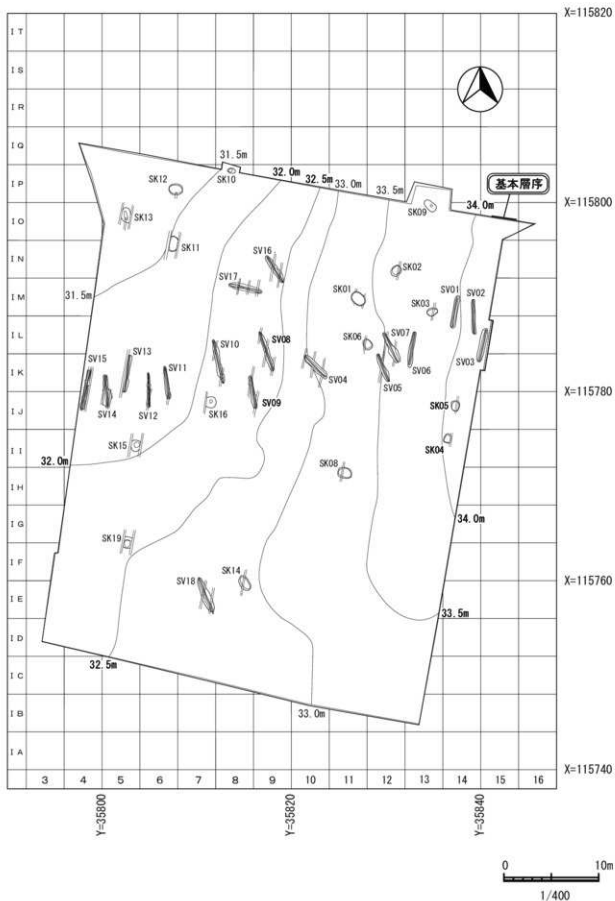 X=115820
IT
IS
IR
IQ
IP
IO
IN
IM
IL
IK
IJ
II
IH
IG
IF
IE
ID
IC
IB
IA
31.5m
SK10
32.0m
32.5m
33.0m
33.5m
基本層序
SK12
X=115800
SK13
SK09
34.0m
SK11
SV16
SK02
SV17
SK01
SV01
SV02
31.5m
SK03
SV10
SV08
SK06
SV07
SV13
SV06
SV03
SV15
SV11
SV04
SV05
X=115780
SV14
SV12
SK16
SV09
SK05
SK15
SK04
32.0m
SK08
SK19
34.0m
X=115760
SV18
SK14
33.5m
32.5m
33.0m
X=115740
3 4 5 6 7 8 9 10 11 12 13 14 15 16
Y=35800
Y=35820
Y=35840
0 10m
1/400